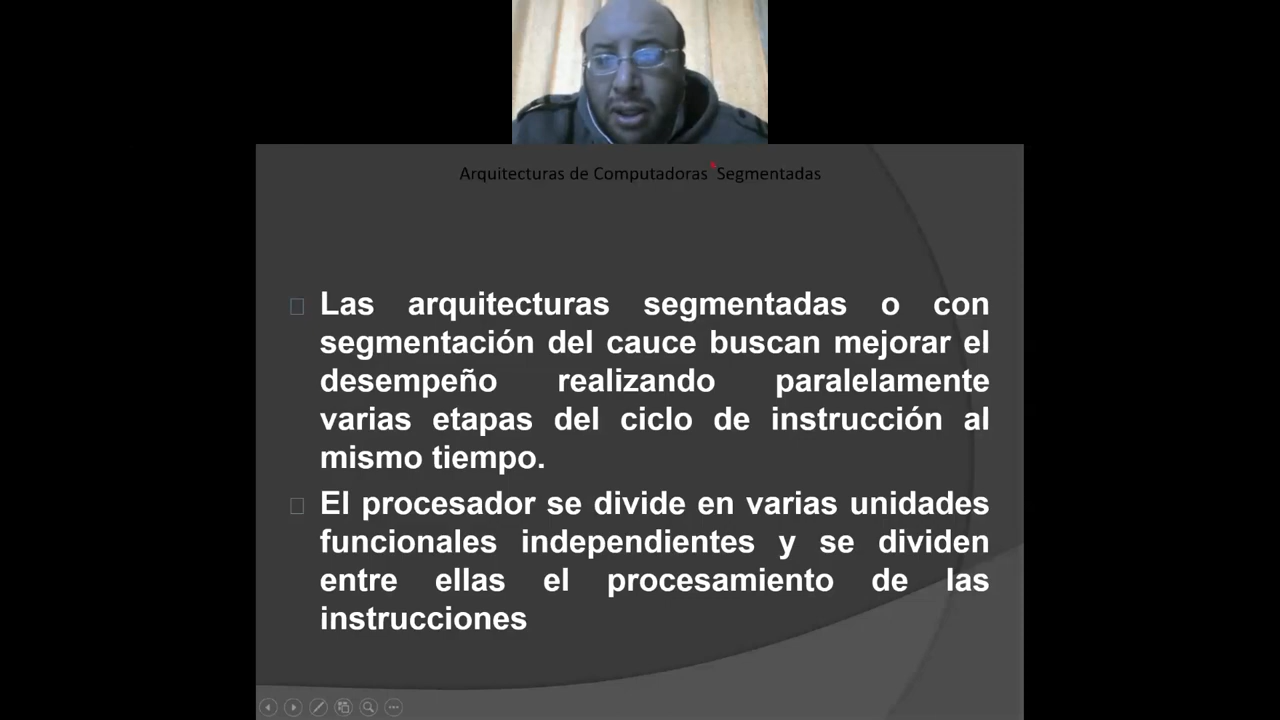 Arquitecturas de Computadoras Segmentadas
Las arquitecturas segmentadas o con
segmentación del cauce buscan mejorar el
desempeño realizando paralelamente
varias etapas del ciclo de instrucción al
mismo tiempo.
El procesador se divide en varias unidades
funcionales independientes y se dividen
entre ellas el procesamiento de las
instrucciones